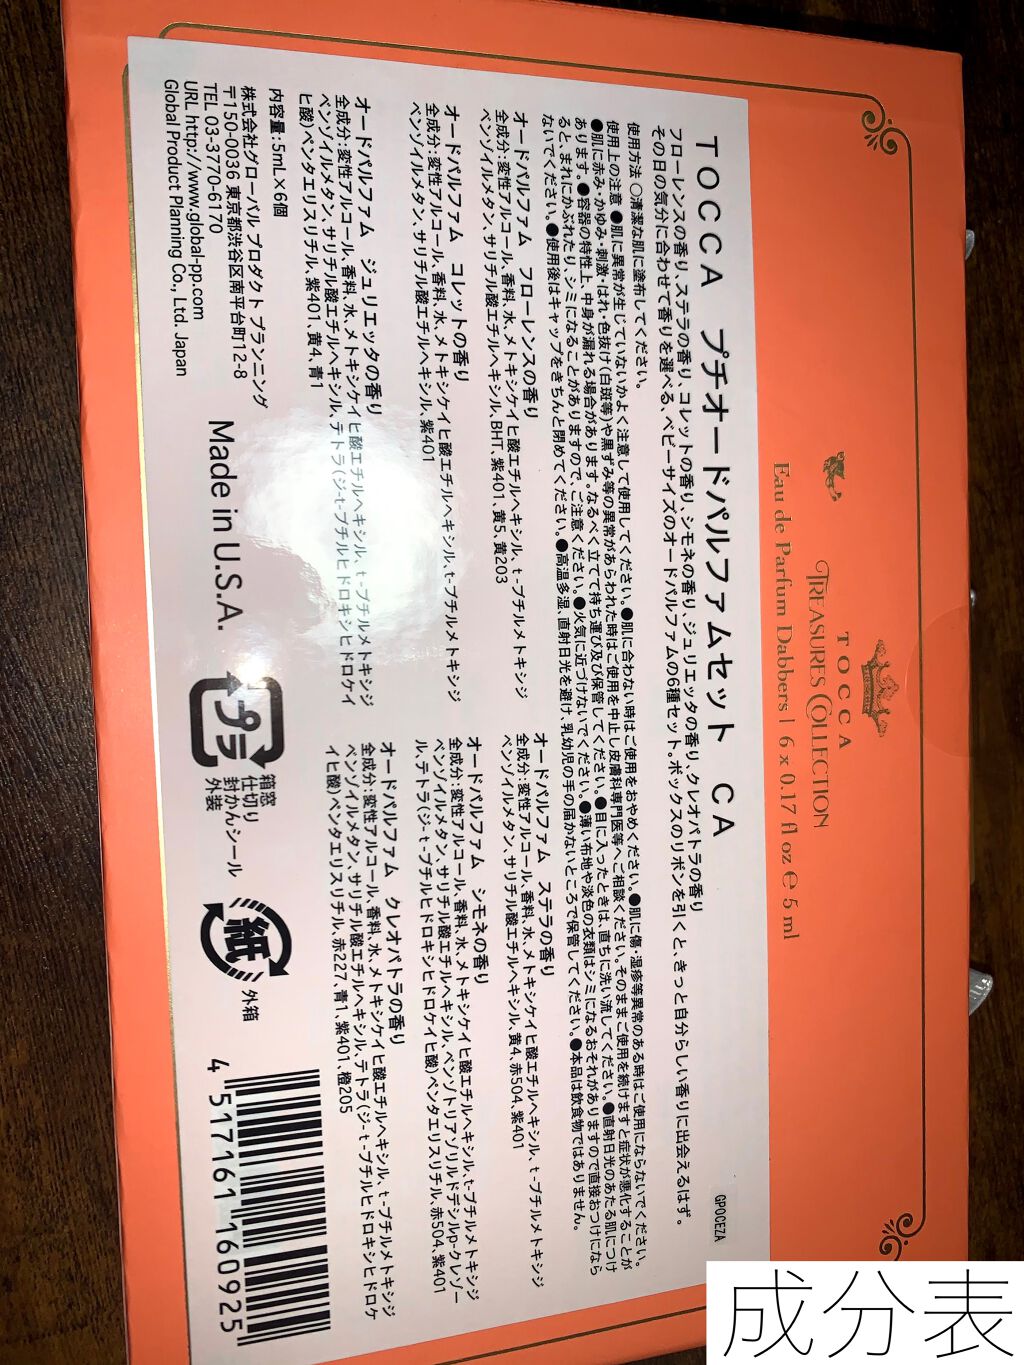 TOCCA
TREASURES COLLECTION
Eau de Parfum Dabbers | 6 x 0.17 fl oz ℮ 5 ml
GPOCEZA
TOCCA プチオードパルファムセット CA
フローレンスの香り、ステラの香り、コレットの香り、シモネの香り、ジュリエッタの香り、クレオパトラの香り
その日の気分に合わせて香りを選べる、ベビーサイズのオードパルファムの6種セット。ボックスのリボンを引くと、きっと自分らしい香りに出会えるはず。
使用方法 ○清潔な肌に塗布してください。
使用上の注意 ●肌に異常が生じていないかよく注意して使用してください。●肌に合わない時はご使用をおやめください。●肌に傷・湿疹等異常のある時はご使用にならないでください。
●肌に赤み・かゆみ・刺激・はれ・色抜け(白斑等)や黒ずみ等の異常があらわれた時はご使用を中止し皮膚科専門医等へご相談ください。そのままご使用を続けますと症状が悪化することが
あります。●容器の特性上、中身が漏れる場合があります。なるべく立てて持ち運び及び保管してください。●目に入ったときは、直ちに洗い流してください。●直射日光のあたる肌につけ
ると、まれにかぶれたり、シミになることがありますので、ご注意ください。●火気に近づけないでください。●薄い布地や淡色の衣類はシミになるおそれがありますので直接おつけになら
ないでください。●使用後はキャップをきちんと閉めてください。●高温多湿、直射日光を避け、乳幼児の手の届かないところで保管してください。●本品は飲食物ではありません。
オードパルファム フローレンスの香り
全成分:変性アルコール、香料、水、メトキシケイヒ酸エチルヘキシル、t-ブチルメトキシジ
ベンゾイルメタン、サリチル酸エチルヘキシル、BHT、紫401、黄5、黄203
オードパルファム ステラの香り
全成分:変性アルコール、香料、水、メトキシケイヒ酸エチルヘキシル、t-ブチルメトキシジ
ベンゾイルメタン、サリチル酸エチルヘキシル、黄4、赤504、紫401
オードパルファム コレットの香り
全成分:変性アルコール、香料、水、メトキシケイヒ酸エチルヘキシル、t-ブチルメトキシジ
ベンゾイルメタン、サリチル酸エチルヘキシル、紫401
オードパルファム シモネの香り
全成分:変性アルコール、香料、水、メトキシケイヒ酸エチルヘキシル、t-ブチルメトキシジ
ベンゾイルメタン、サリチル酸エチルヘキシル、ベンゾトリアゾリルドデシルp-クレゾー
ル、テトラ(ジ-t-ブチルヒドロキシヒドロケイヒ酸)ペンタエリスリチル、赤504、紫401
オードパルファム ジュリエッタの香り
全成分:変性アルコール、香料、水、メトキシケイヒ酸エチルヘキシル、t-ブチルメトキシジ
ベンゾイルメタン、サリチル酸エチルヘキシル、テトラ(ジ-t-ブチルヒドロキシヒドロケイ
ヒ酸)ペンタエリスリチル、紫401、黄4、青1
オードパルファム クレオパトラの香り
全成分:変性アルコール、香料、水、メトキシケイヒ酸エチルヘキシル、t-ブチルメトキシジ
ベンゾイルメタン、サリチル酸エチルヘキシル、テトラ(ジ-t-ブチルヒドロキシヒドロケ
イヒ酸)ペンタエリスリチル、赤227、青1、紫401、橙205
内容量:5mL×6個
株式会社グローバル プロダクト プランニング
〒150-0036 東京都渋谷区南平台町12-8
TEL 03-3770-6170
URL http://www.global-pp.com
Global Product Planning Co., Ltd. Japan
Made in U.S.A.
プラ
箱窓
仕切り
封かんシール
外装
紙
外箱
4 517161 160925
成分表